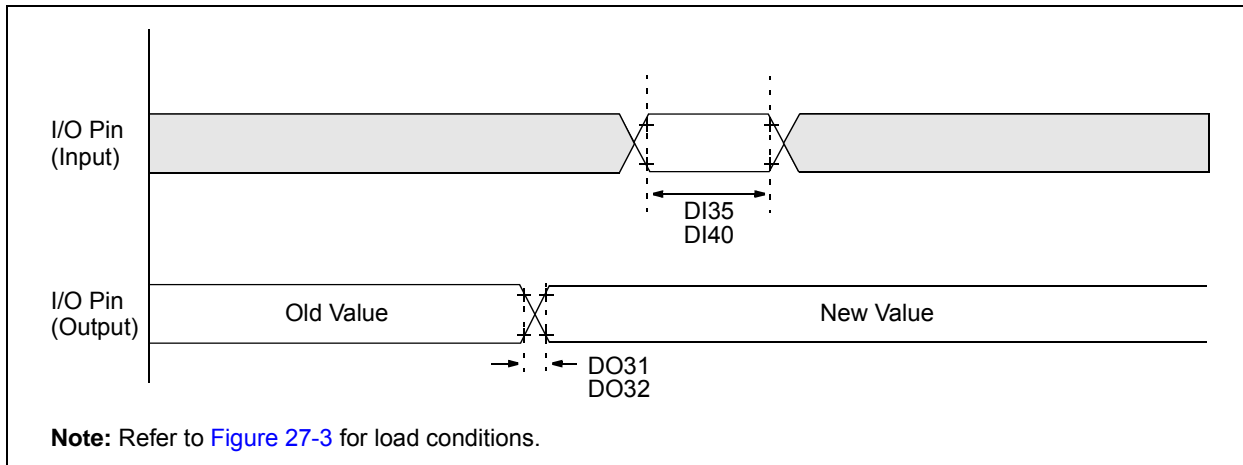 I/O Pin
(Input)
DI35
DI40
I/O Pin
(Output)
Old Value
New Value
DO31
DO32
Note: Refer to Figure 27-3 for load conditions.